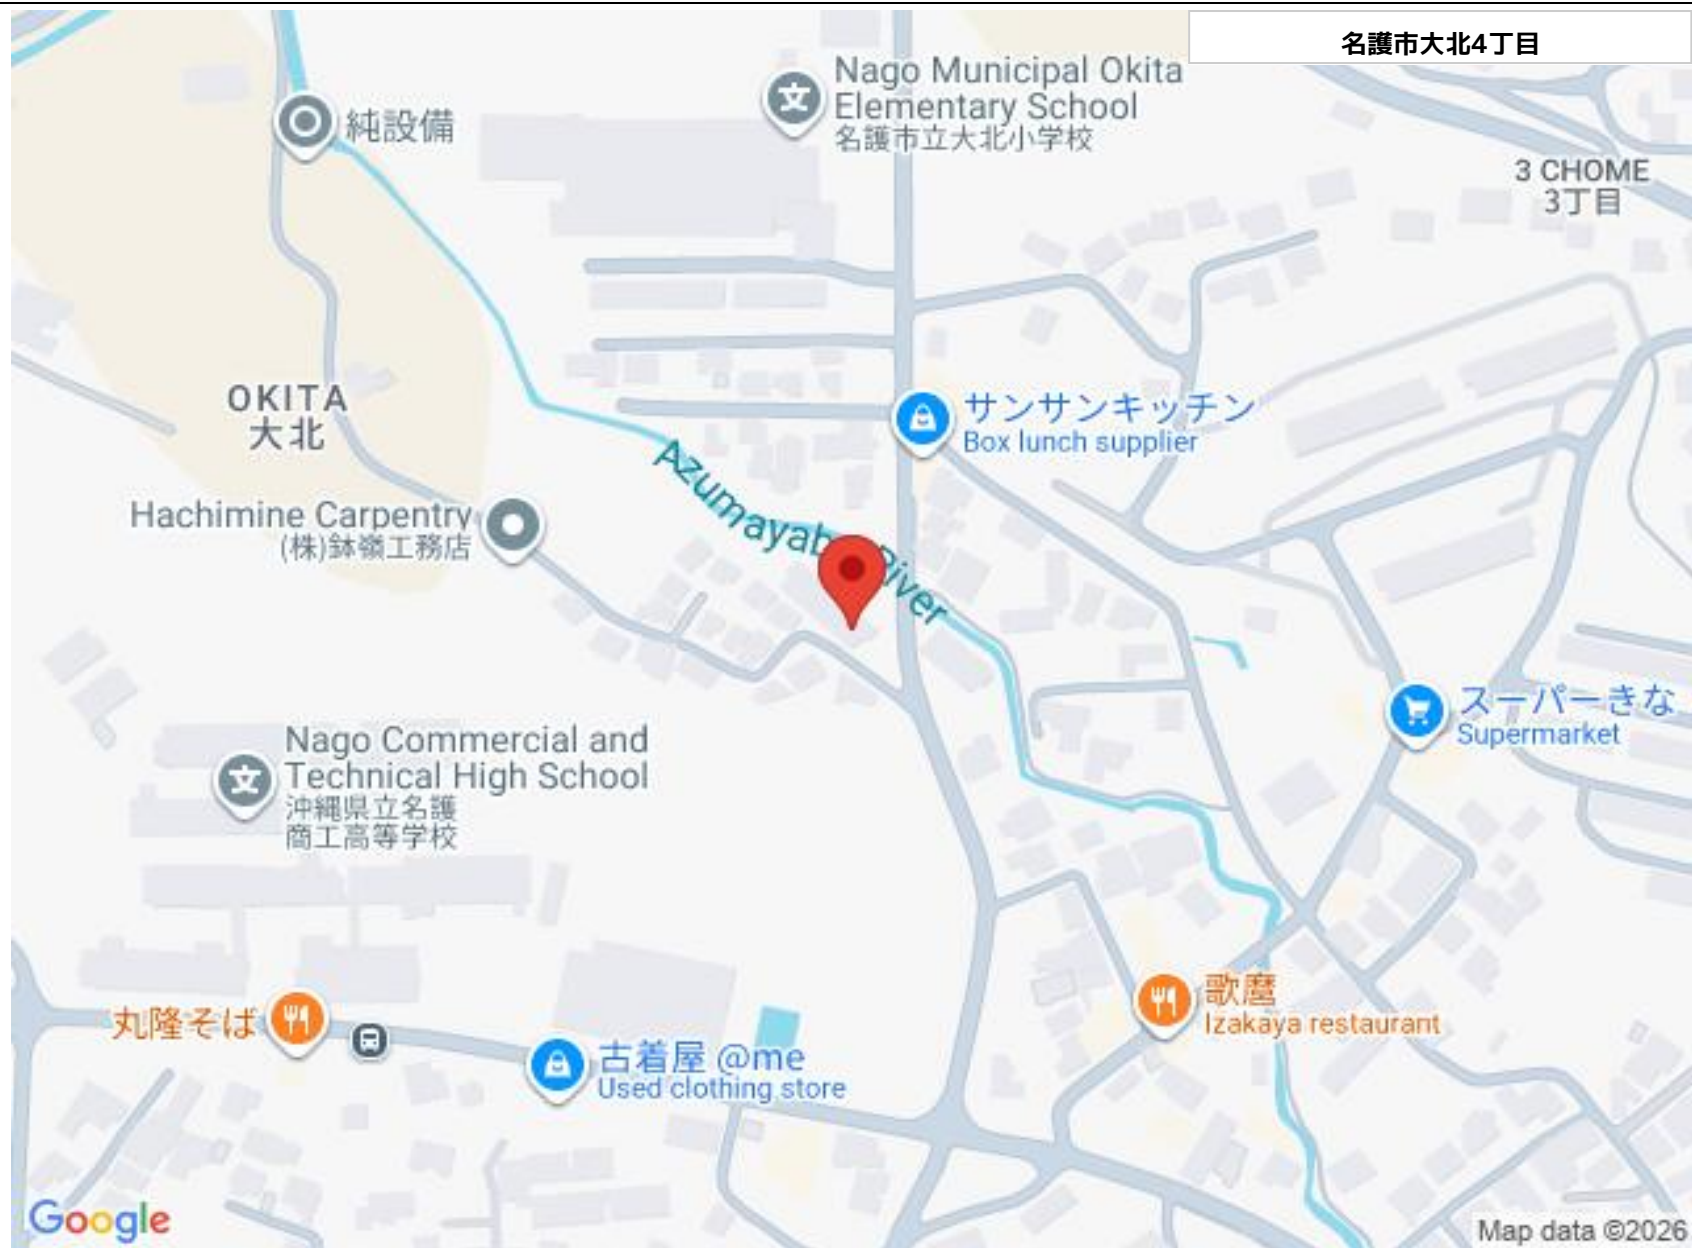 名護市大北4丁目
Nago Municipal Okita
Elementary School
名護市立大北小学校
純設備
3 CHOME
3丁目
OKITA
大北
サンサンキッチン
Box lunch supplier
Hachimine Carpentry
(株)鉢嶺工務店
River
スーパーきな
Supermarket
Nago Commercial and
Technical High School
沖縄県立名護
商工高等学校
歌麿
Izakaya restaurant
丸隆そば
古着屋 @me
Used clothing store
Google
Map data ©2026